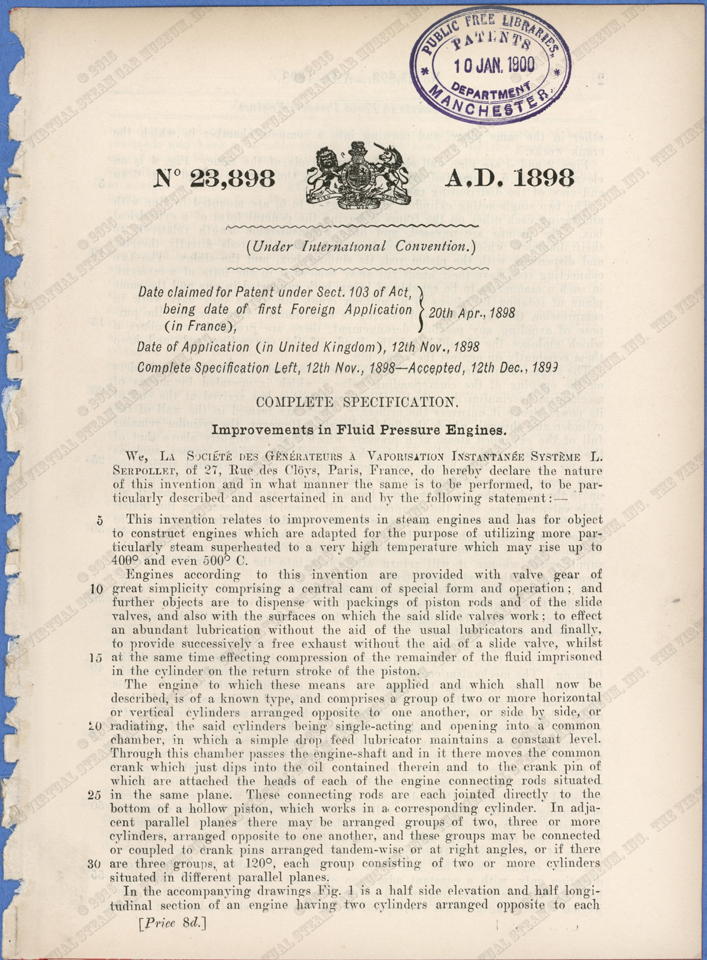 PUBLIC FREE LIBRARIES,
PATENTS
10 JAN. 1900
DEPARTMENT
* MANCHESTER. *
Nº 23,898 A.D. 1898
(Under International Convention.)
Date claimed for Patent under Sect. 103 of Act,
being date of first Foreign Application
(in France),
20th Apr., 1898
Date of Application (in United Kingdom), 12th Nov., 1898
Complete Specification Left, 12th Nov., 1898—Accepted, 12th Dec., 1899
COMPLETE SPECIFICATION.
Improvements in Fluid Pressure Engines.
We, La Société des Générateurs à Vaporisation Instantanée Système L.
Serpollet, of 27, Rue des Clöys, Paris, France, do hereby declare the nature
of this invention and in what manner the same is to be performed, to be par-
ticularly described and ascertained in and by the following statement:—
5 This invention relates to improvements in steam engines and has for object
to construct engines which are adapted for the purpose of utilizing more par-
ticularly steam superheated to a very high temperature which may rise up to
400º and even 500º C.
Engines according to this invention are provided with valve gear of
10 great simplicity comprising a central cam of special form and operation; and
further objects are to dispense with packings of piston rods and of the slide
valves, and also with the surfaces on which the said slide valves work; to effect
an abundant lubrication without the aid of the usual lubricators and finally,
to provide successively a free exhaust without the aid of a slide valve, whilst
15 at the same time effecting compression of the remainder of the fluid imprisoned
in the cylinder on the return stroke of the piston.
The engine to which these means are applied and which shall now be
described, is of a known type, and comprises a group of two or more horizontal
or vertical cylinders arranged opposite to one another, or side by side, or
20 radiating, the said cylinders being single-acting and opening into a common
chamber, in which a simple drop feed lubricator maintains a constant level.
Through this chamber passes the engine-shaft and in it there moves the common
crank which just dips into the oil contained therein and to the crank pin of
which are attached the heads of each of the engine connecting rods situated
25 in the same plane. These connecting rods are each jointed directly to the
bottom of a hollow piston, which works in a corresponding cylinder. In adja-
cent parallel planes there may be arranged groups of two, three or more
cylinders, arranged opposite to one another, and these groups may be connected
or coupled to crank pins arranged tandem-wise or at right angles, or if there
30 are three groups, at 120º, each group consisting of two or more cylinders
situated in different parallel planes.
In the accompanying drawings Fig. 1 is a half side elevation and half longi-
tudinal section of an engine having two cylinders arranged opposite to each
[Price 8d.]
© 2015 THE VIRTUAL STEAM CAR MUSEUM, INC.